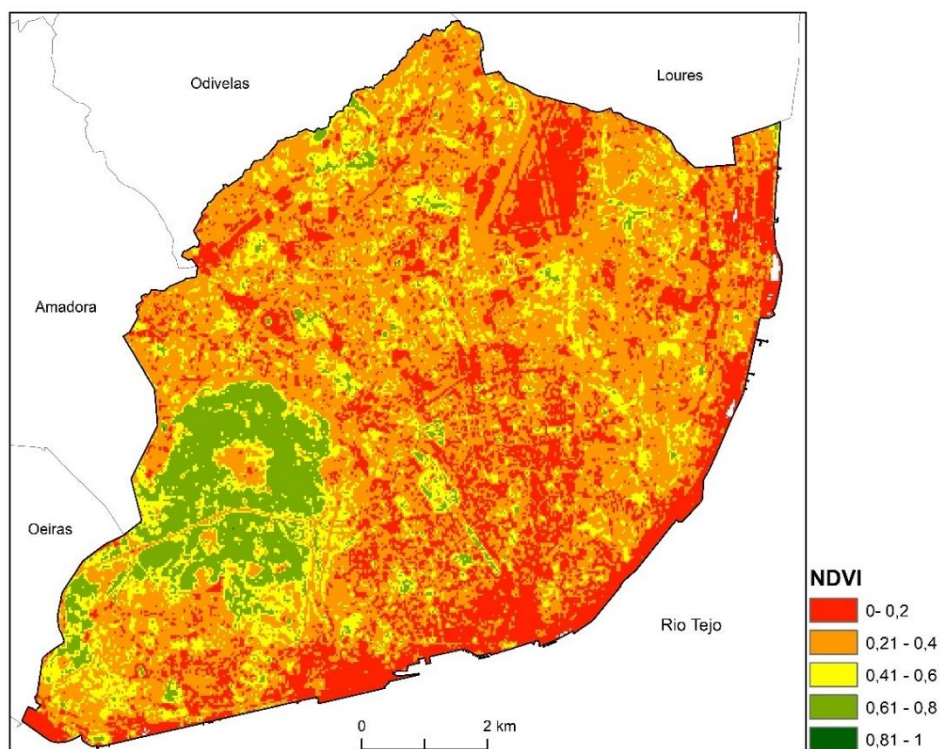 Odivelas
Loures
Amadora
Oeiras
Rio Tejo
NDVI
0- 0,2
0,21 - 0,4
0,41 - 0,6
0,61 - 0,8
0,81 - 1
0 2 km